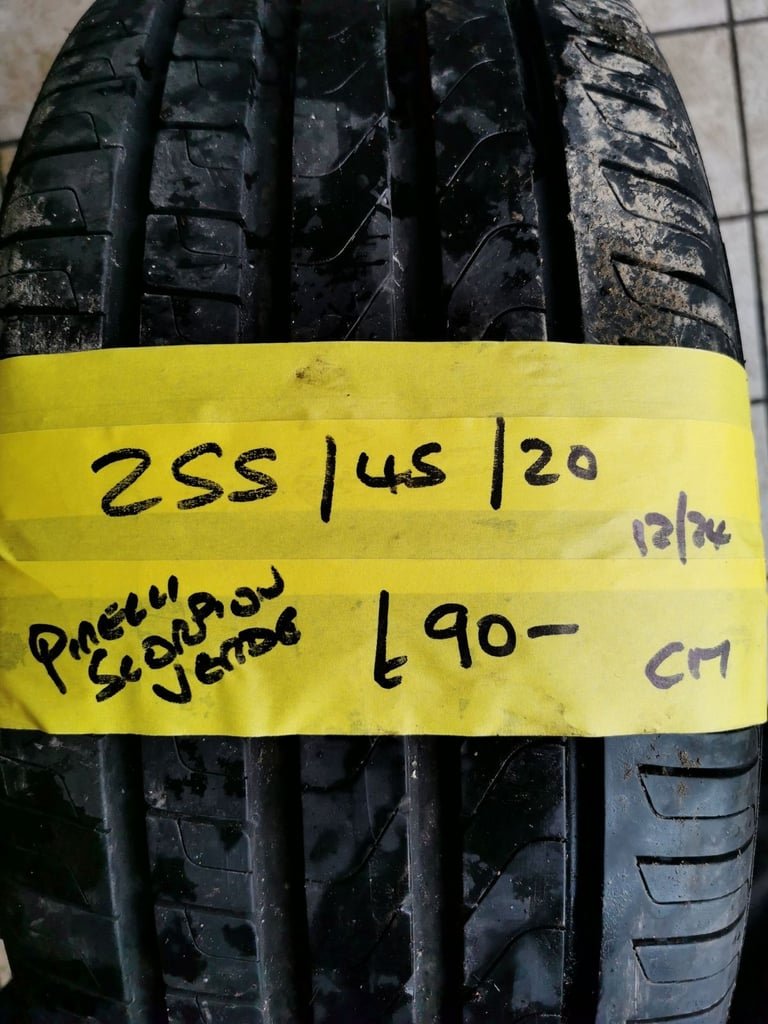 255/45/20
12/24
PIRELLI
SCORPION
VERDE
£90-
CM